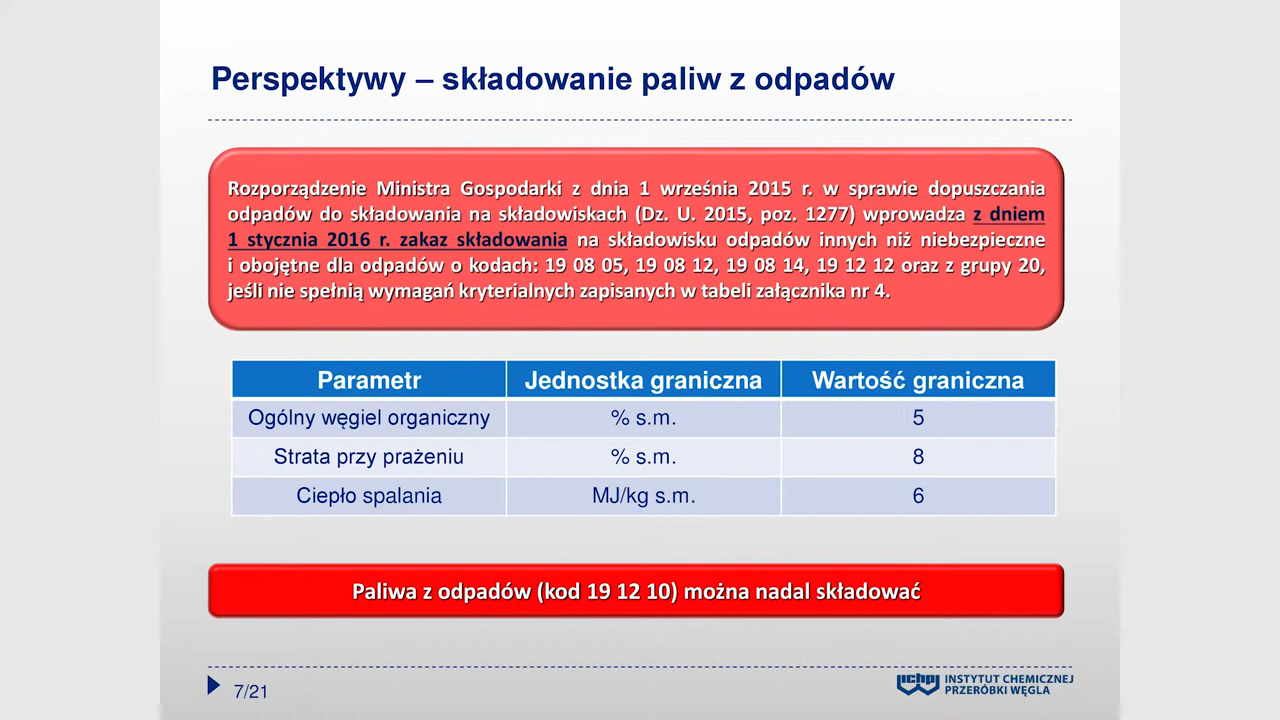 Perspektywy – składowanie paliw z odpadów
Rozporządzenie Ministra Gospodarki z dnia 1 września 2015 r. w sprawie dopuszczania
odpadów do składowania na składowiskach (Dz. U. 2015, poz. 1277) wprowadza z dniem
1 stycznia 2016 r. zakaz składowania na składowisku odpadów innych niż niebezpieczne
i obojętne dla odpadów o kodach: 19 08 05, 19 08 12, 19 08 14, 19 12 12 oraz z grupy 20,
jeśli nie spełnią wymagań kryterialnych zapisanych w tabeli załącznika nr 4.
Parametr Jednostka graniczna Wartość graniczna
Ogólny węgiel organiczny % s.m. 5
Strata przy prażeniu % s.m. 8
Ciepło spalania MJ/kg s.m. 6
Paliwa z odpadów (kod 19 12 10) można nadal składować
7/21
ichpw INSTYTUT CHEMICZNEJ
PRZERÓBKI WĘGLA